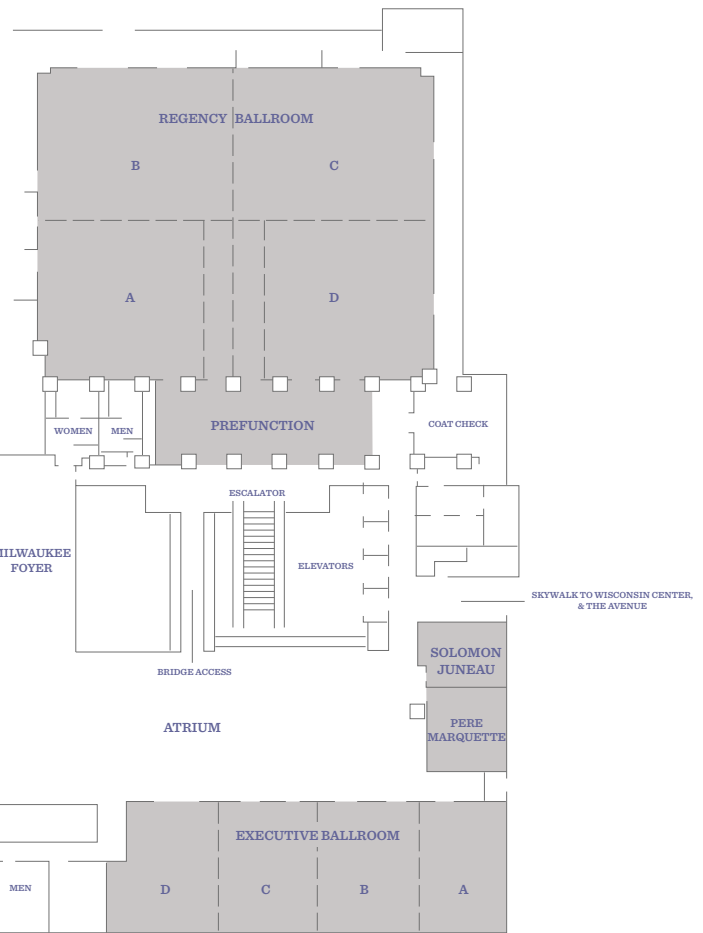 REGENCY BALLROOM
B
C
A
D
PREFUNCTION
WOMEN
MEN
COAT CHECK
ESCALATOR
ILWAUKEE
FOYER
ELEVATORS
SKYWALK TO WISCONSIN CENTER,
& THE AVENUE
SOLOMON
JUNEAU
BRIDGE ACCESS
PERE
MARQUETTE
ATRIUM
EXECUTIVE BALLROOM
MEN
D
C
B
A